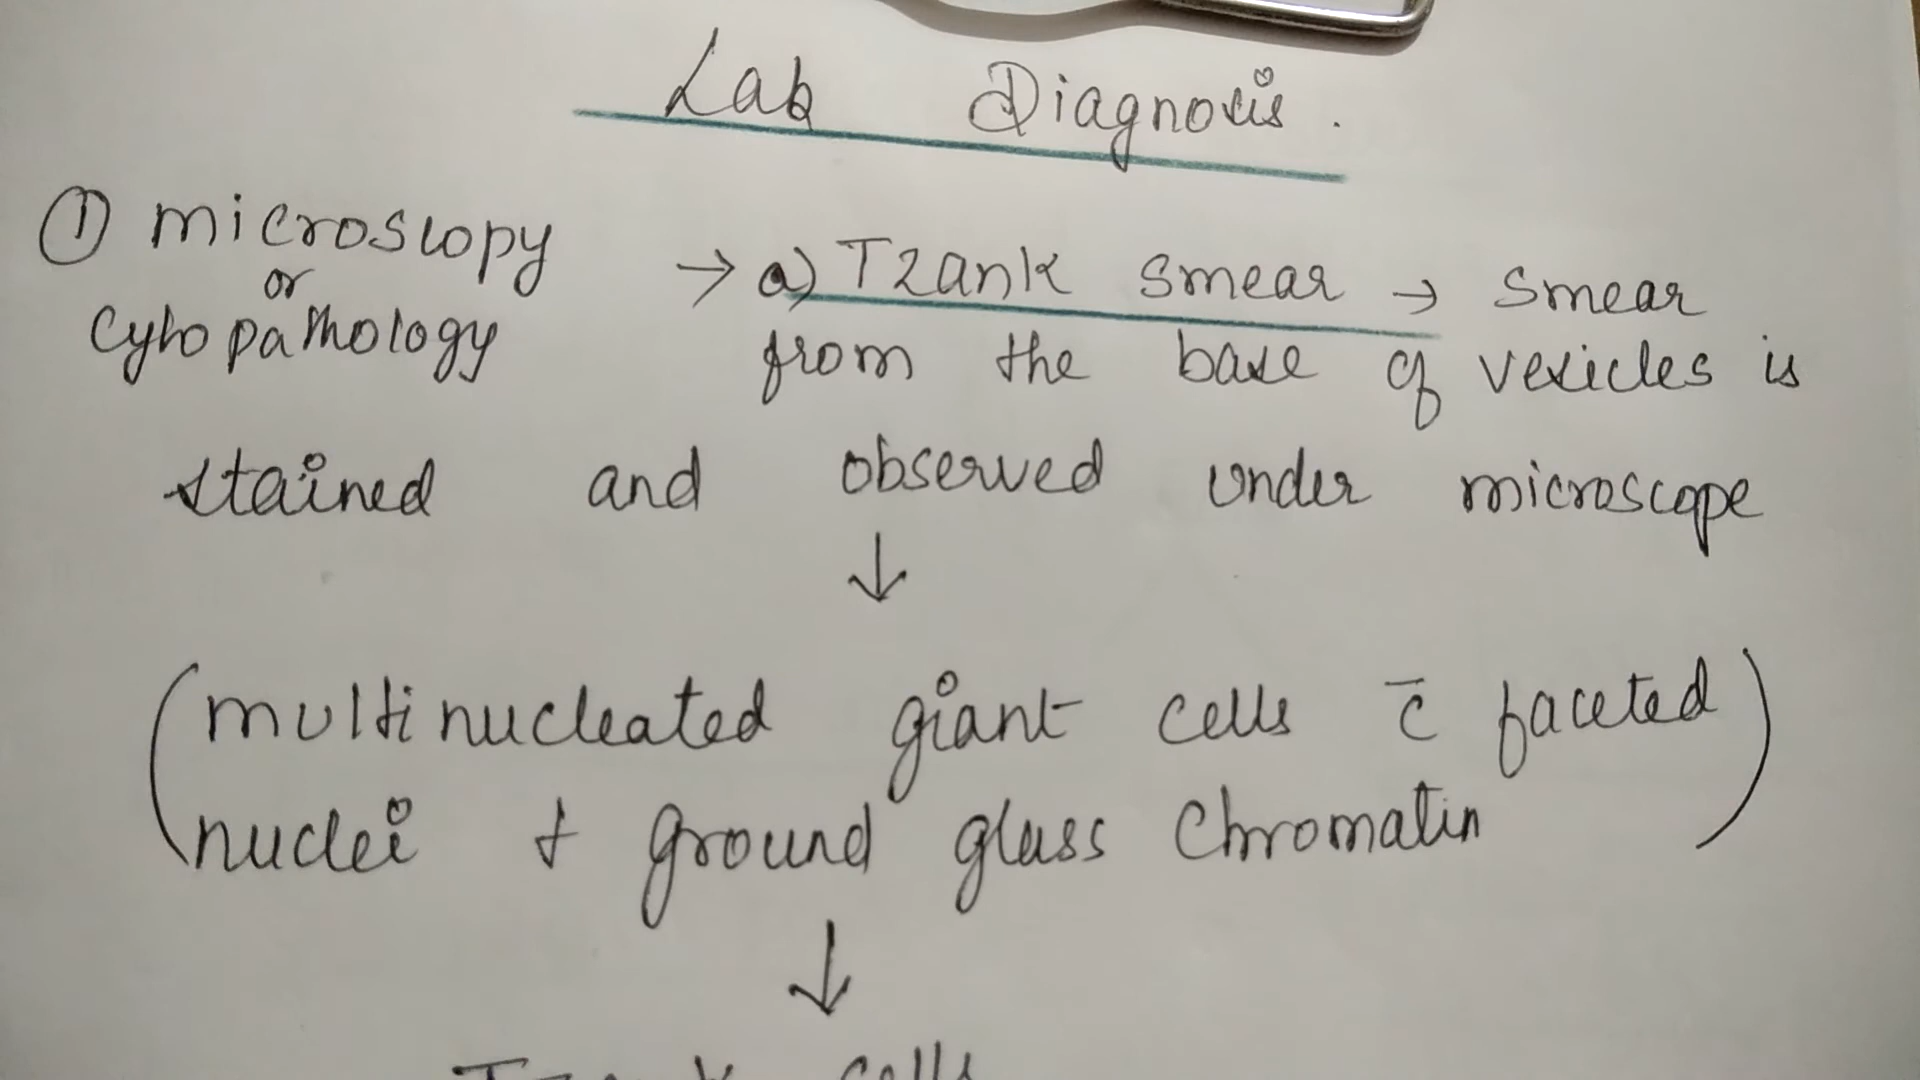 Lab Diagnosis.
① microscopy → a) Tzank smear → smear
or
Cytopathology from the base of vesicles is
stained and observed under microscope
↓
(multinucleated giant cells c̄ faceted
nuclei + ground glass chromatin)
↓
cells